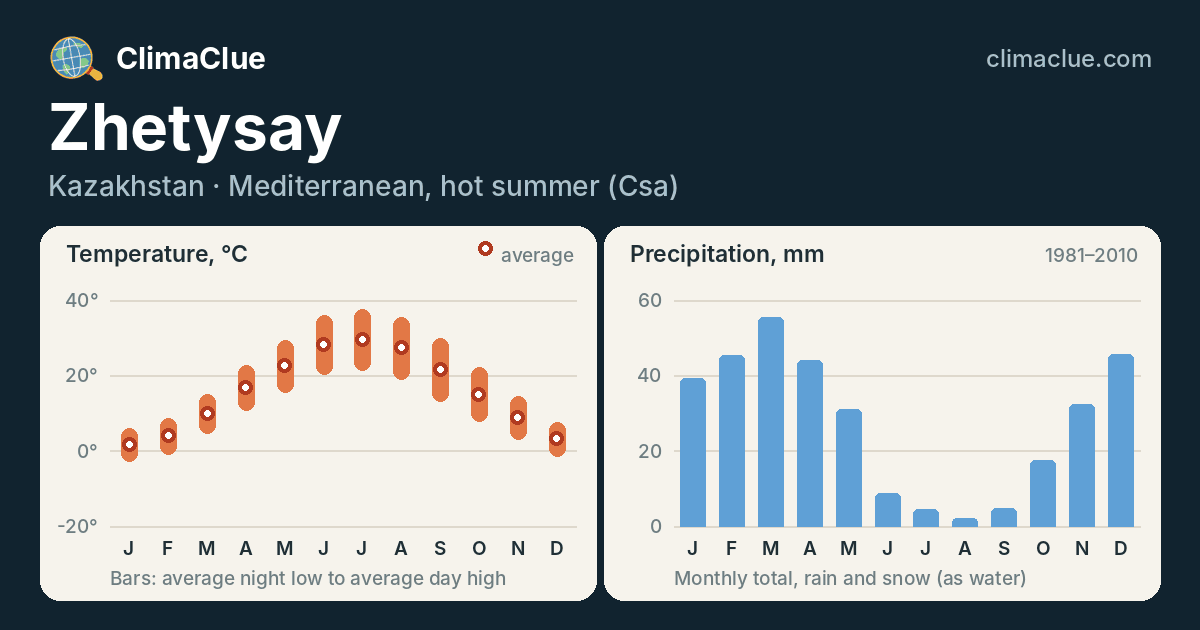 ClimaClue
climaclue.com
Zhetysay
Kazakhstan · Mediterranean, hot summer (Csa)
Temperature, °C
average
40°
20°
0°
-20°
J F M A M J J A S O N D
Bars: average night low to average day high
Precipitation, mm
1981–2010
60
40
20
0
J F M A M J J A S O N D
Monthly total, rain and snow (as water)